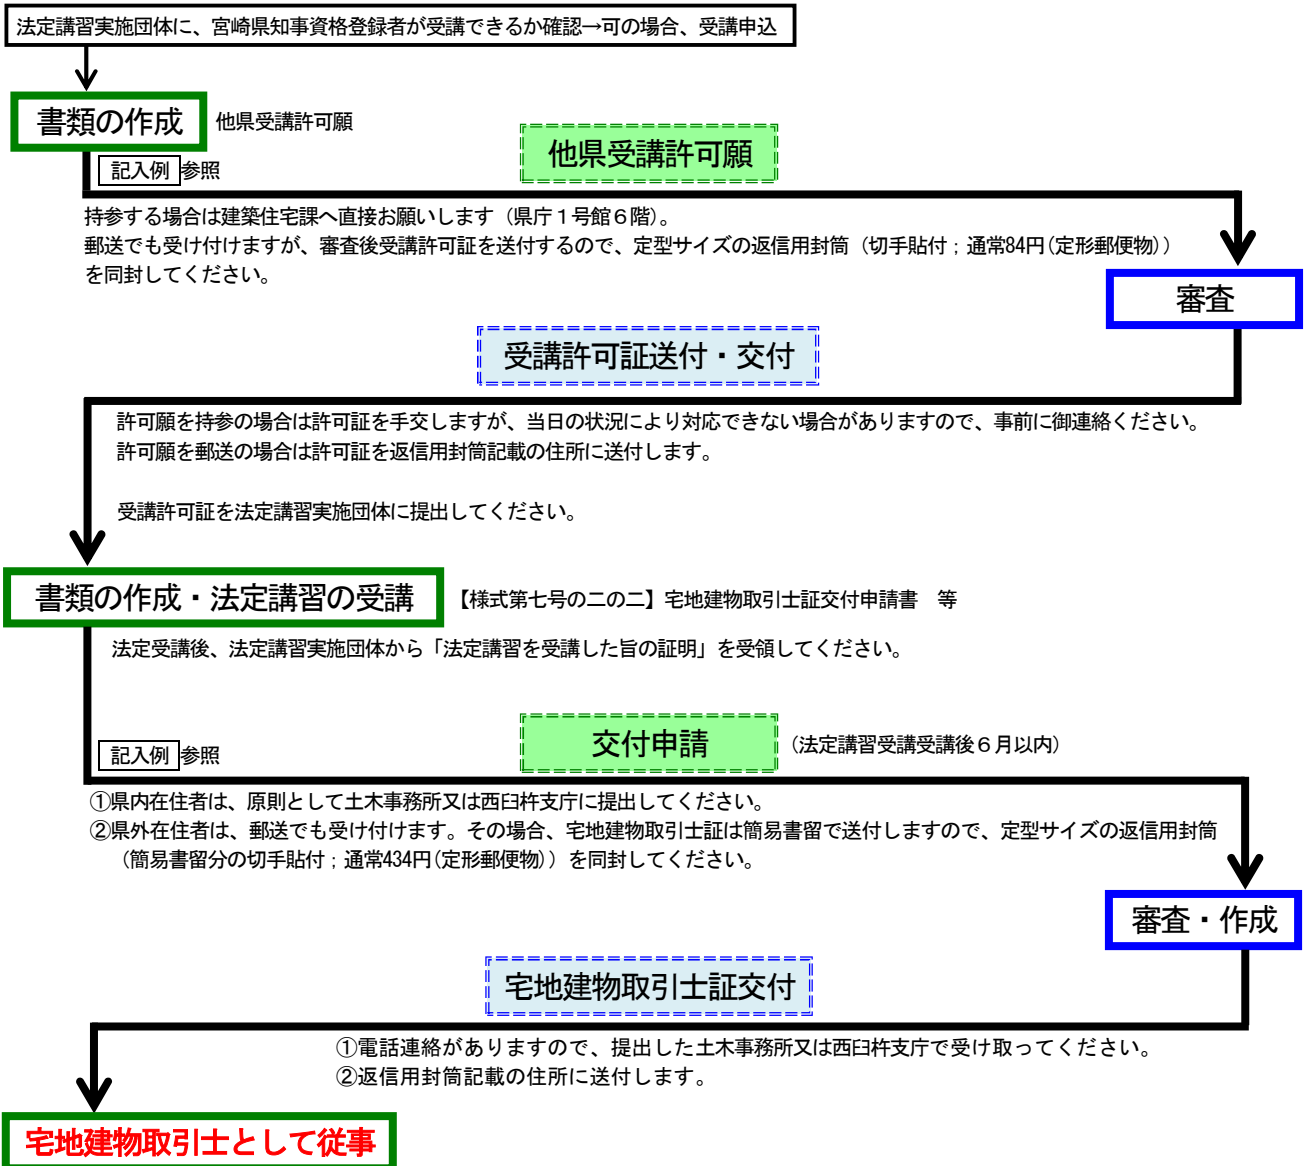 法定講習実施団体に、宮崎県知事資格登録者が受講できるか確認→可の場合、受講申込
書類の作成
他県受講許可願
他県受講許可願
記入例 参照
持参する場合は建築住宅課へ直接お願いします（県庁１号館６階）。
郵送でも受け付けますが、審査後受講許可証を送付するので、定型サイズの返信用封筒（切手貼付；通常84円(定形郵便物)）
を同封してください。
審査
受講許可証送付・交付
許可願を持参の場合は許可証を手交しますが、当日の状況により対応できない場合がありますので、事前に御連絡ください。
許可願を郵送の場合は許可証を返信用封筒記載の住所に送付します。
受講許可証を法定講習実施団体に提出してください。
書類の作成・法定講習の受講
【様式第七号の二の二】宅地建物取引士証交付申請書　等
法定受講後、法定講習実施団体から「法定講習を受講した旨の証明」を受領してください。
交付申請
（法定講習受講受講後６月以内）
記入例 参照
①県内在住者は、原則として土木事務所又は西臼杵支庁に提出してください。
②県外在住者は、郵送でも受け付けます。その場合、宅地建物取引士証は簡易書留で送付しますので、定型サイズの返信用封筒
（簡易書留分の切手貼付；通常434円(定形郵便物)）を同封してください。
審査・作成
宅地建物取引士証交付
①電話連絡がありますので、提出した土木事務所又は西臼杵支庁で受け取ってください。
②返信用封筒記載の住所に送付します。
宅地建物取引士として従事